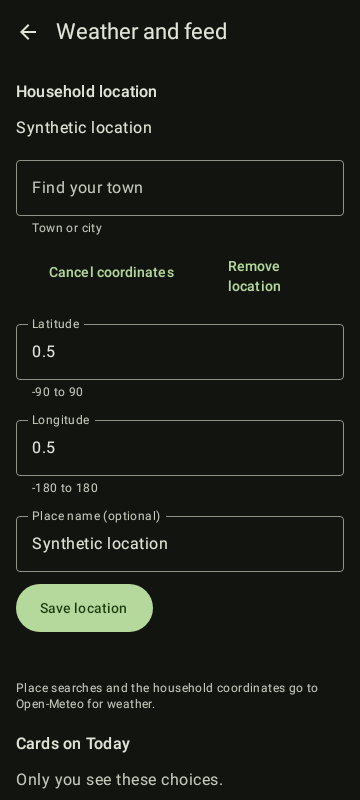 Weather and feed
Household location
Synthetic location
Find your town
Town or city
Cancel coordinates
Remove
location
Latitude
0.5
-90 to 90
Longitude
0.5
-180 to 180
Place name (optional)
Synthetic location
Save location
Place searches and the household coordinates go to
Open-Meteo for weather.
Cards on Today
Only you see these choices.